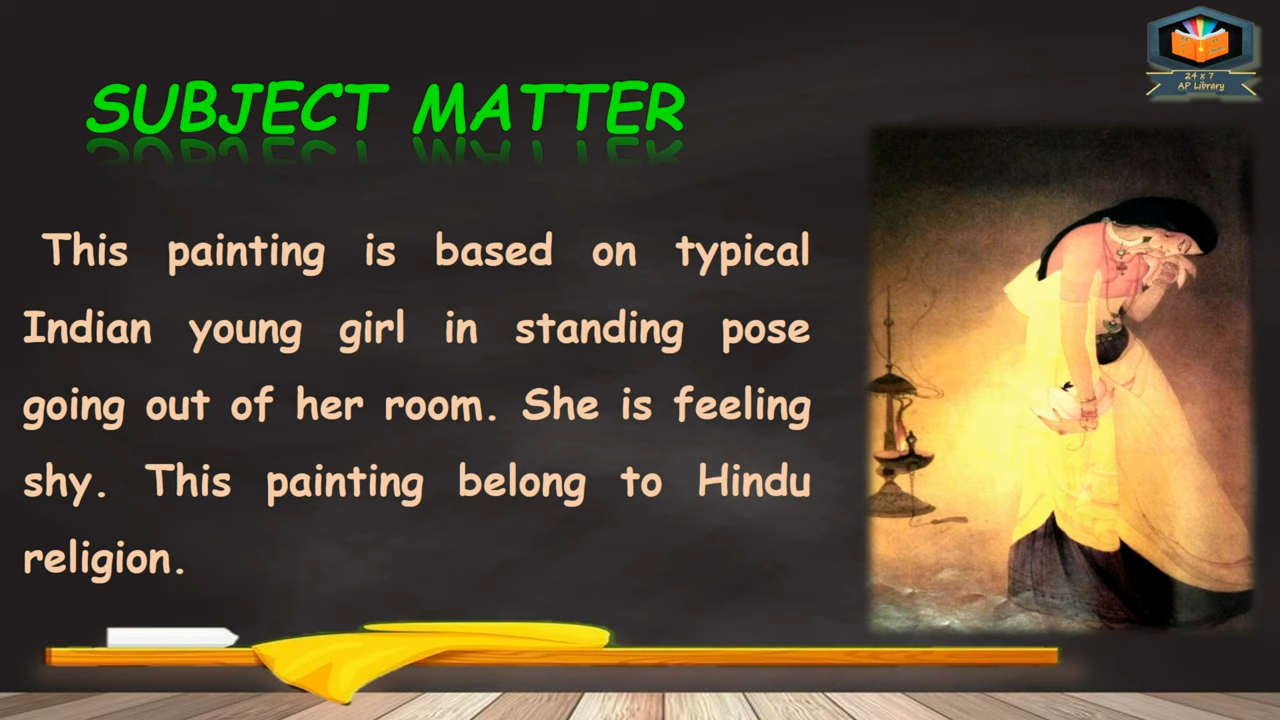 24 x 7
AP Library
SUBJECT MATTER
This painting is based on typical
Indian young girl in standing pose
going out of her room. She is feeling
shy. This painting belong to Hindu
religion.